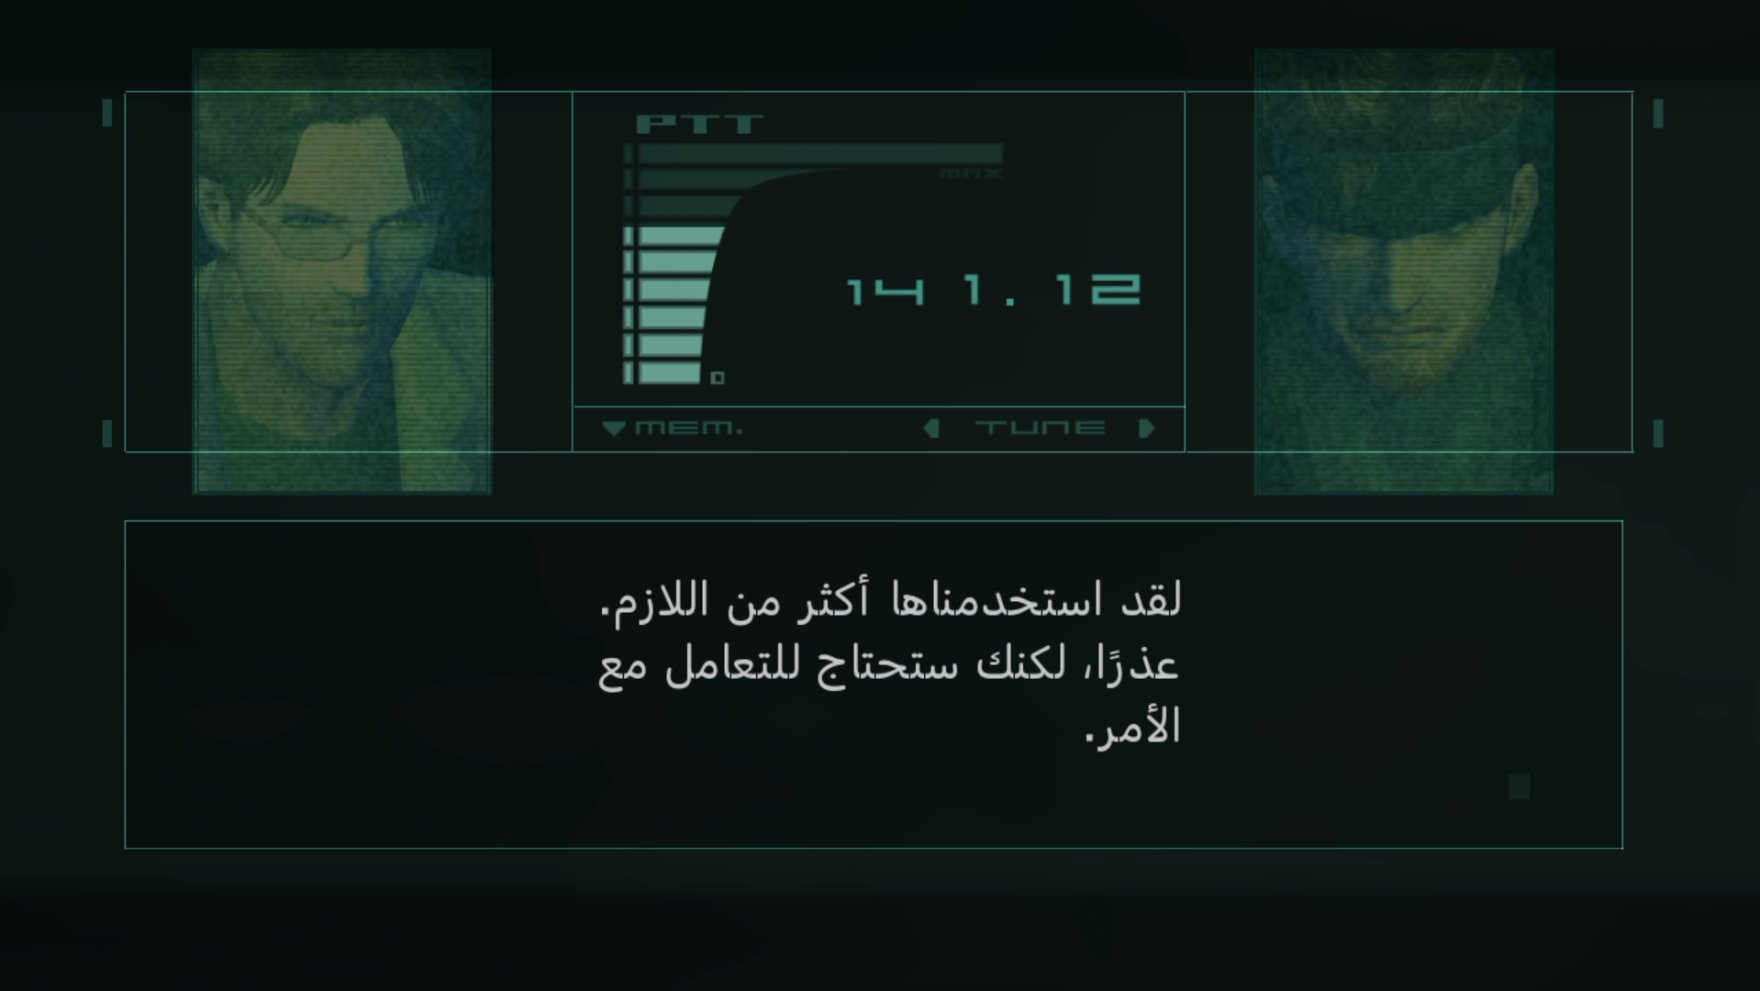 PTT
MAX
141.12
0
MEM.
TUNE
لقد استخدمناها أكثر من اللازم.
عذرًا، لكنك ستحتاج للتعامل مع
الأمر.